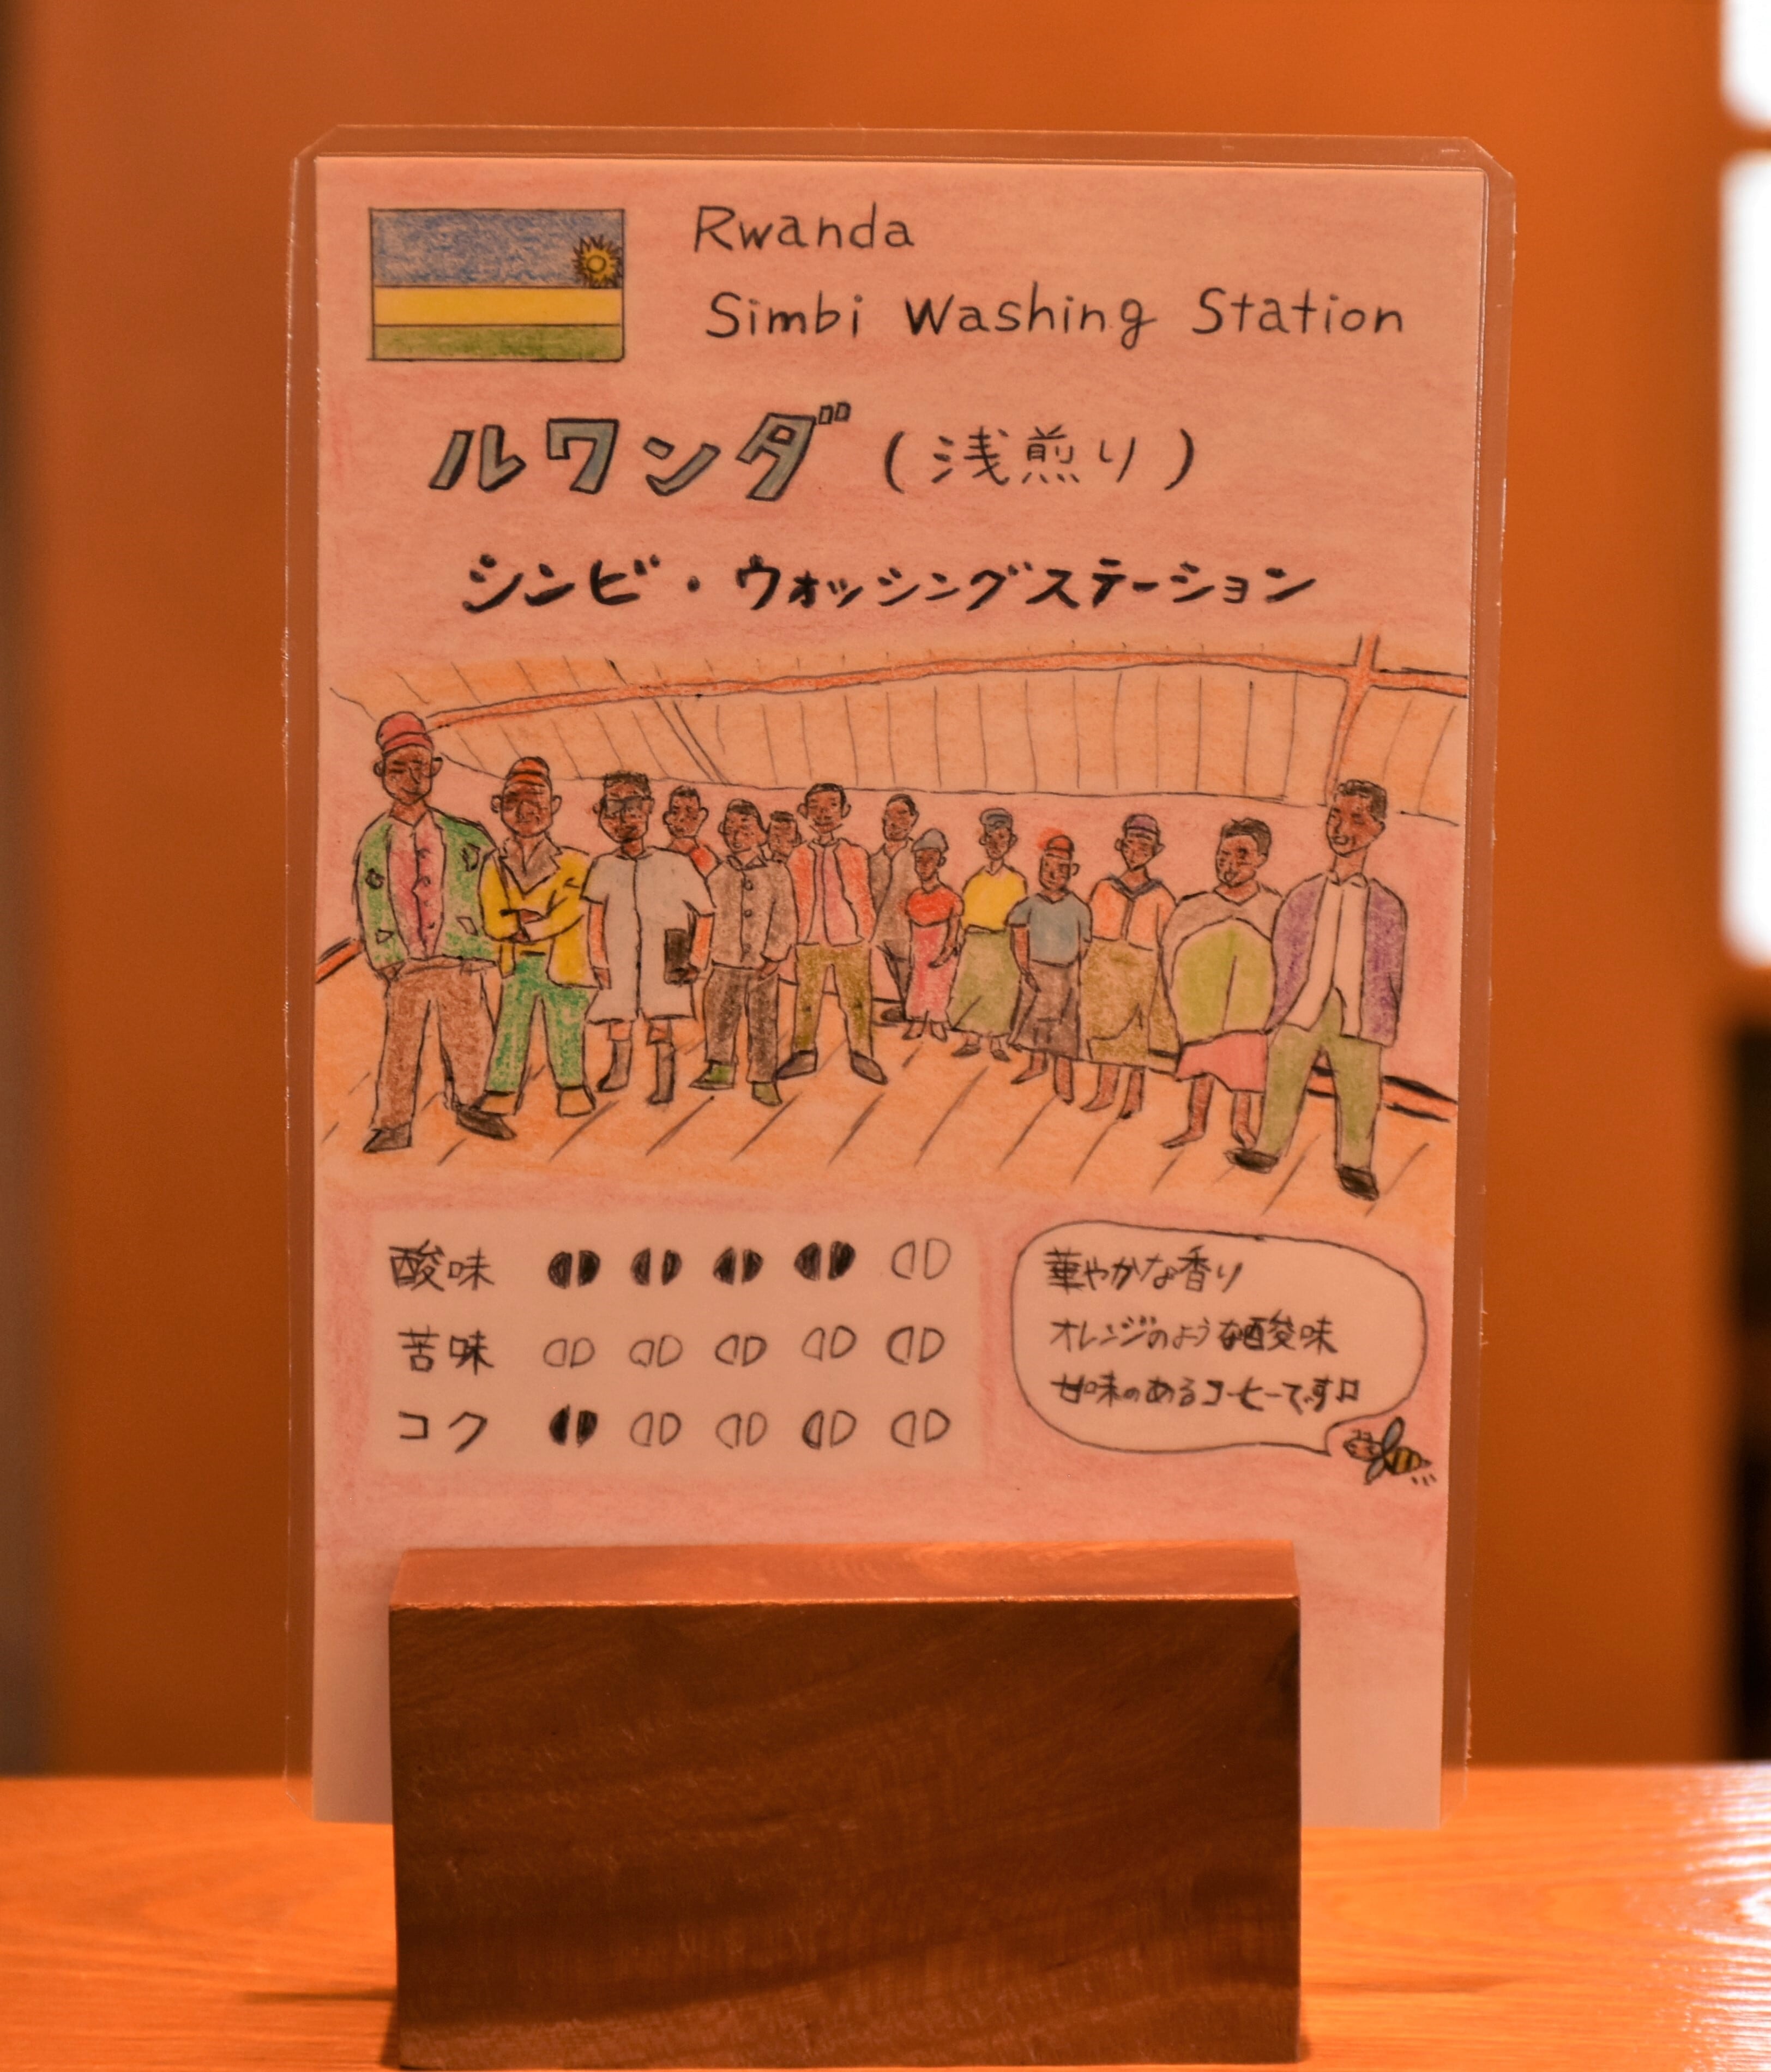 Rwanda
Simbi Washing Station
ルワンダ (浅煎り)
シンビ・ウォッシングステーション
酸味
苦味
コク
華やかな香り
オレンジのような酸味
甘味のあるコーヒーです